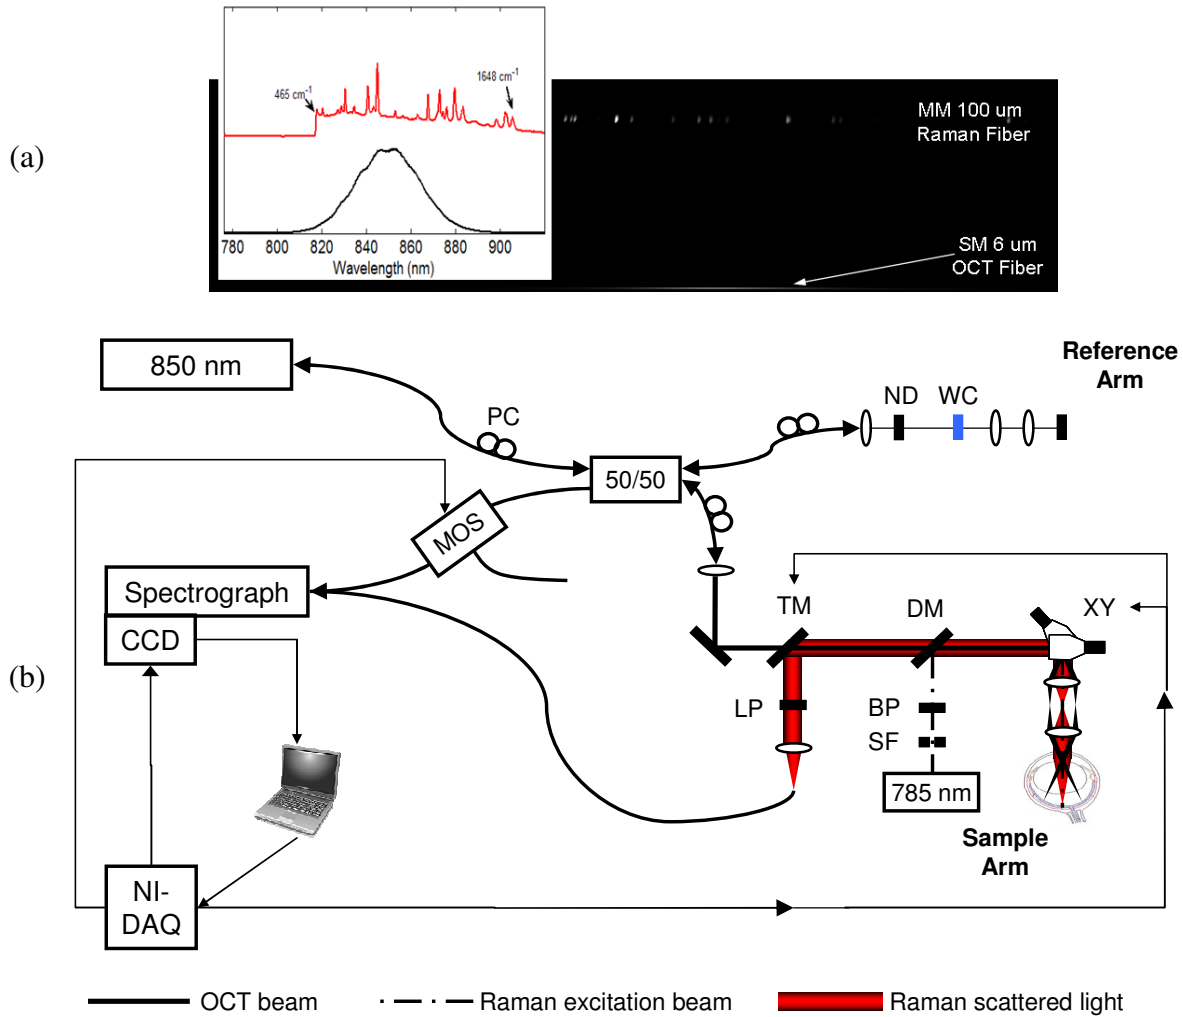 (a)
465 cm-1
1648 cm-1
780 800 820 840 860 880 900
Wavelength (nm)
MM 100 um
Raman Fiber
SM 6 um
OCT Fiber
(b)
850 nm
PC
50/50
ND
WC
Reference
Arm
MOS
Spectrograph
CCD
TM
DM
XY
LP
BP
SF
785 nm
Sample
Arm
NI-
DAQ
OCT beam
Raman excitation beam
Raman scattered light